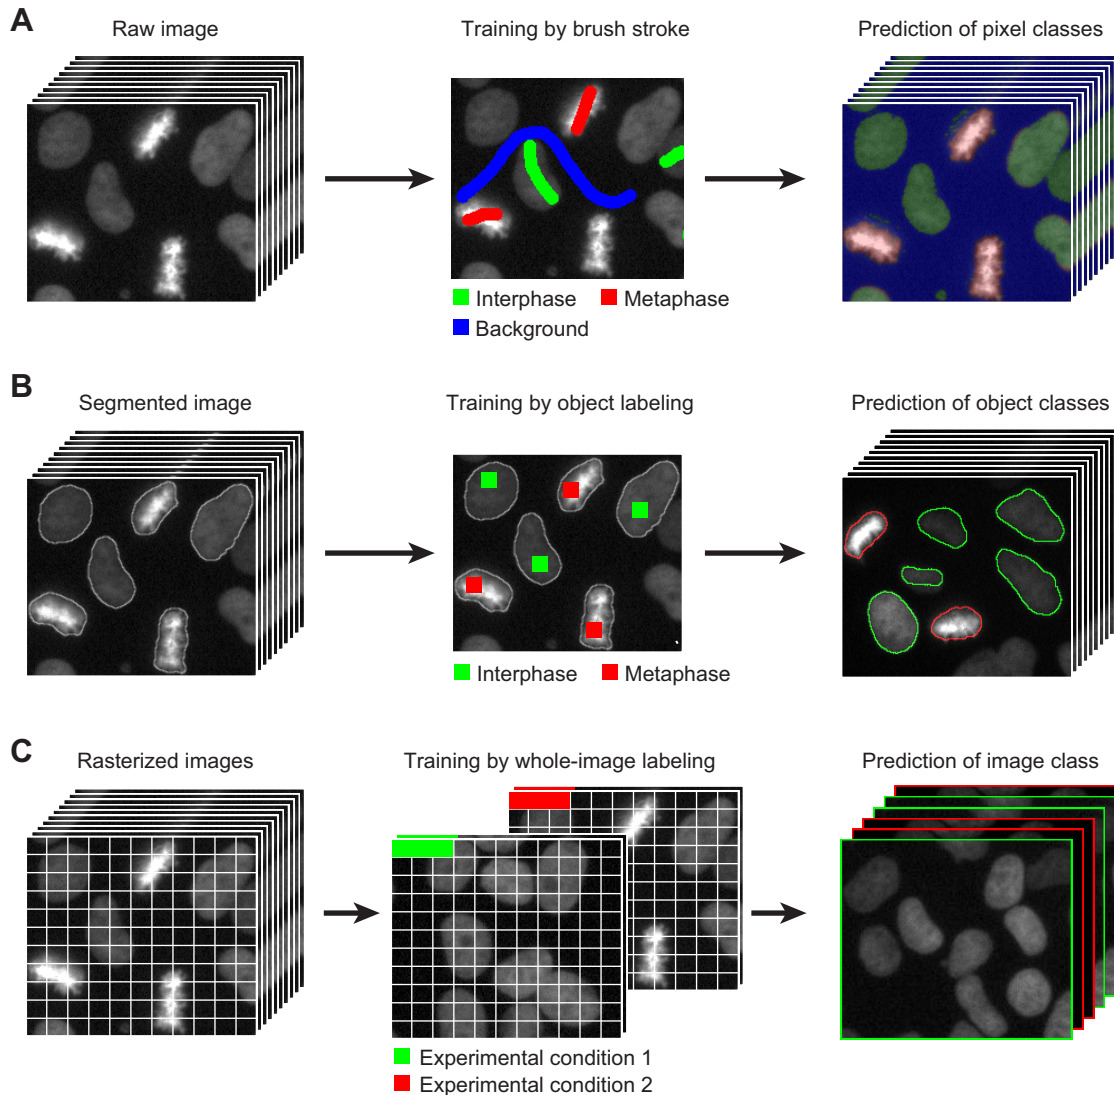 A
Raw image
Training by brush stroke
Prediction of pixel classes
Interphase
Metaphase
Background
B
Segmented image
Training by object labeling
Prediction of object classes
Interphase
Metaphase
C
Rasterized images
Training by whole-image labeling
Prediction of image class
Experimental condition 1
Experimental condition 2